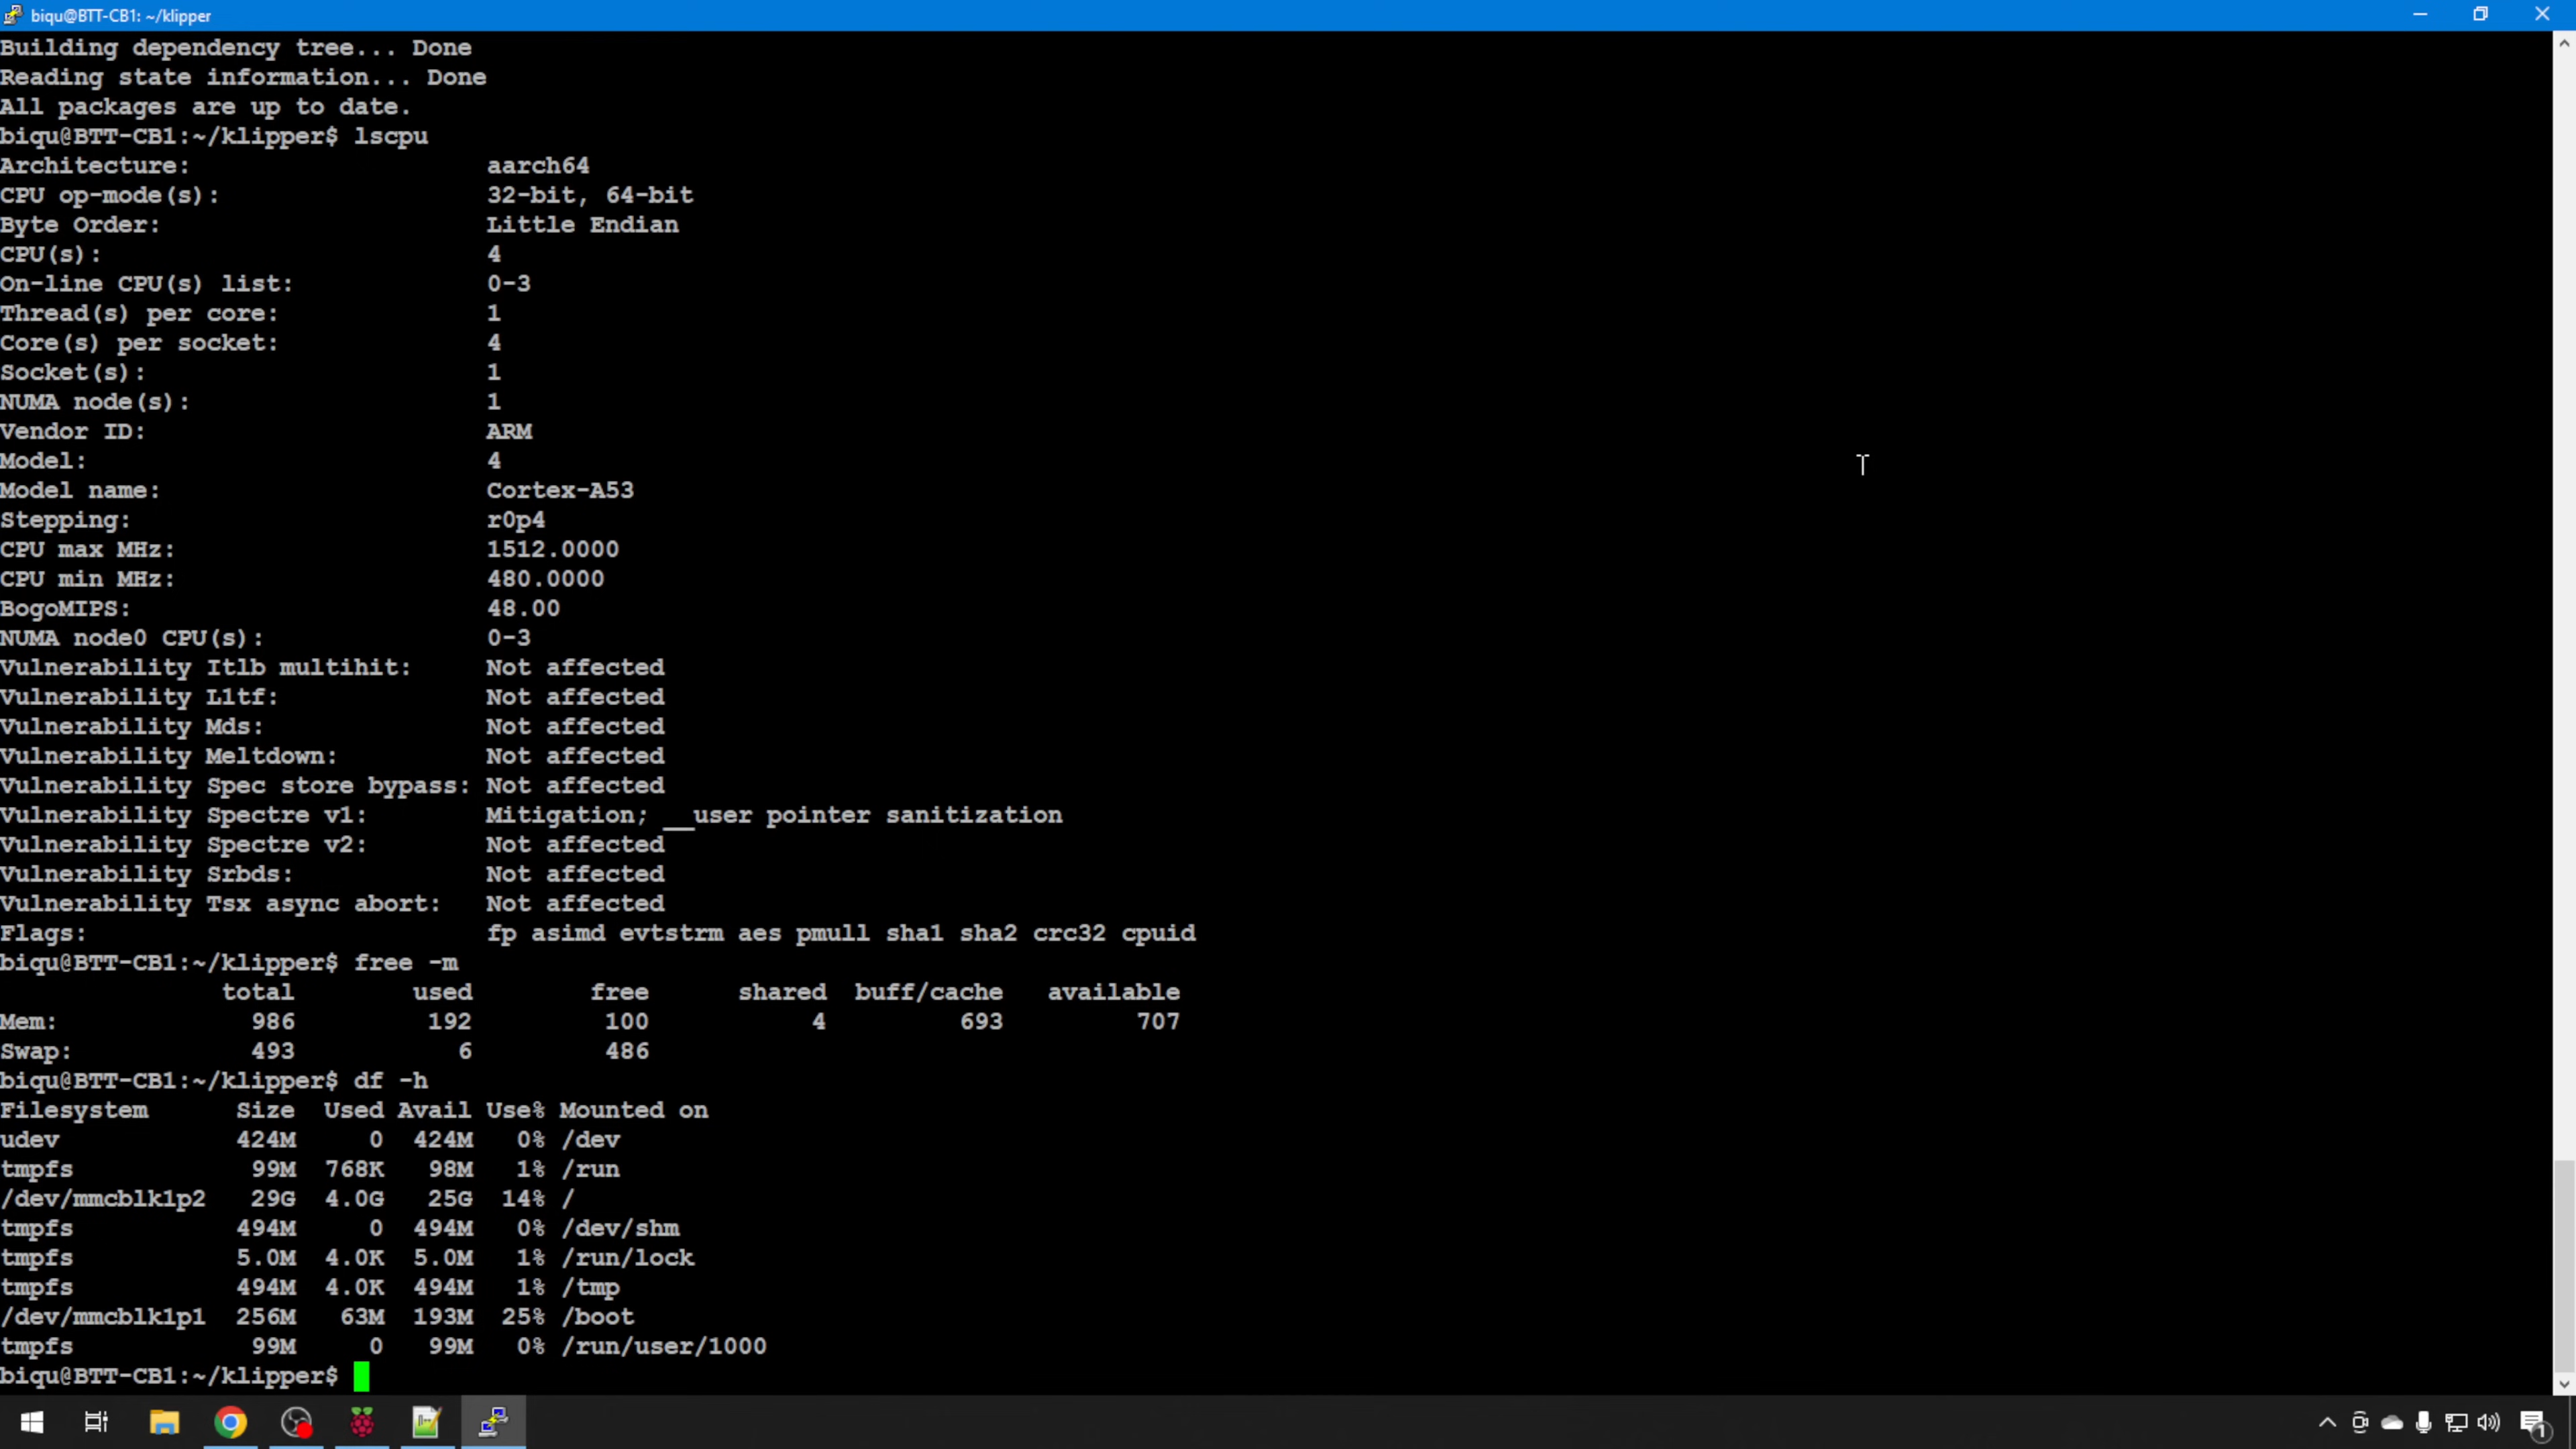 biqu@BTT-CB1: ~/klipper
Building dependency tree... Done
Reading state information... Done
All packages are up to date.
biqu@BTT-CB1:~/klipper$ lscpu
Architecture:                    aarch64
CPU op-mode(s):                  32-bit, 64-bit
Byte Order:                      Little Endian
CPU(s):                          4
On-line CPU(s) list:             0-3
Thread(s) per core:              1
Core(s) per socket:              4
Socket(s):                       1
NUMA node(s):                    1
Vendor ID:                       ARM
Model:                           4
Model name:                      Cortex-A53
Stepping:                        r0p4
CPU max MHz:                     1512.0000
CPU min MHz:                     480.0000
BogoMIPS:                        48.00
NUMA node0 CPU(s):               0-3
Vulnerability Itlb multihit:     Not affected
Vulnerability L1tf:              Not affected
Vulnerability Mds:               Not affected
Vulnerability Meltdown:          Not affected
Vulnerability Spec store bypass: Not affected
Vulnerability Spectre v1:        Mitigation; __user pointer sanitization
Vulnerability Spectre v2:        Not affected
Vulnerability Srbds:             Not affected
Vulnerability Tsx async abort:   Not affected
Flags:                           fp asimd evtstrm aes pmull sha1 sha2 crc32 cpuid
biqu@BTT-CB1:~/klipper$ free -m
               total        used        free      shared  buff/cache   available
Mem:             986         192         100           4         693         707
Swap:            493           6         486
biqu@BTT-CB1:~/klipper$ df -h
Filesystem      Size  Used Avail Use% Mounted on
udev            424M     0  424M   0% /dev
tmpfs            99M  768K   98M   1% /run
/dev/mmcblk1p2   29G  4.0G   25G  14% /
tmpfs           494M     0  494M   0% /dev/shm
tmpfs           5.0M  4.0K  5.0M   1% /run/lock
tmpfs           494M  4.0K  494M   1% /tmp
/dev/mmcblk1p1  256M   63M  193M  25% /boot
tmpfs            99M     0   99M   0% /run/user/1000
biqu@BTT-CB1:~/klipper$
1